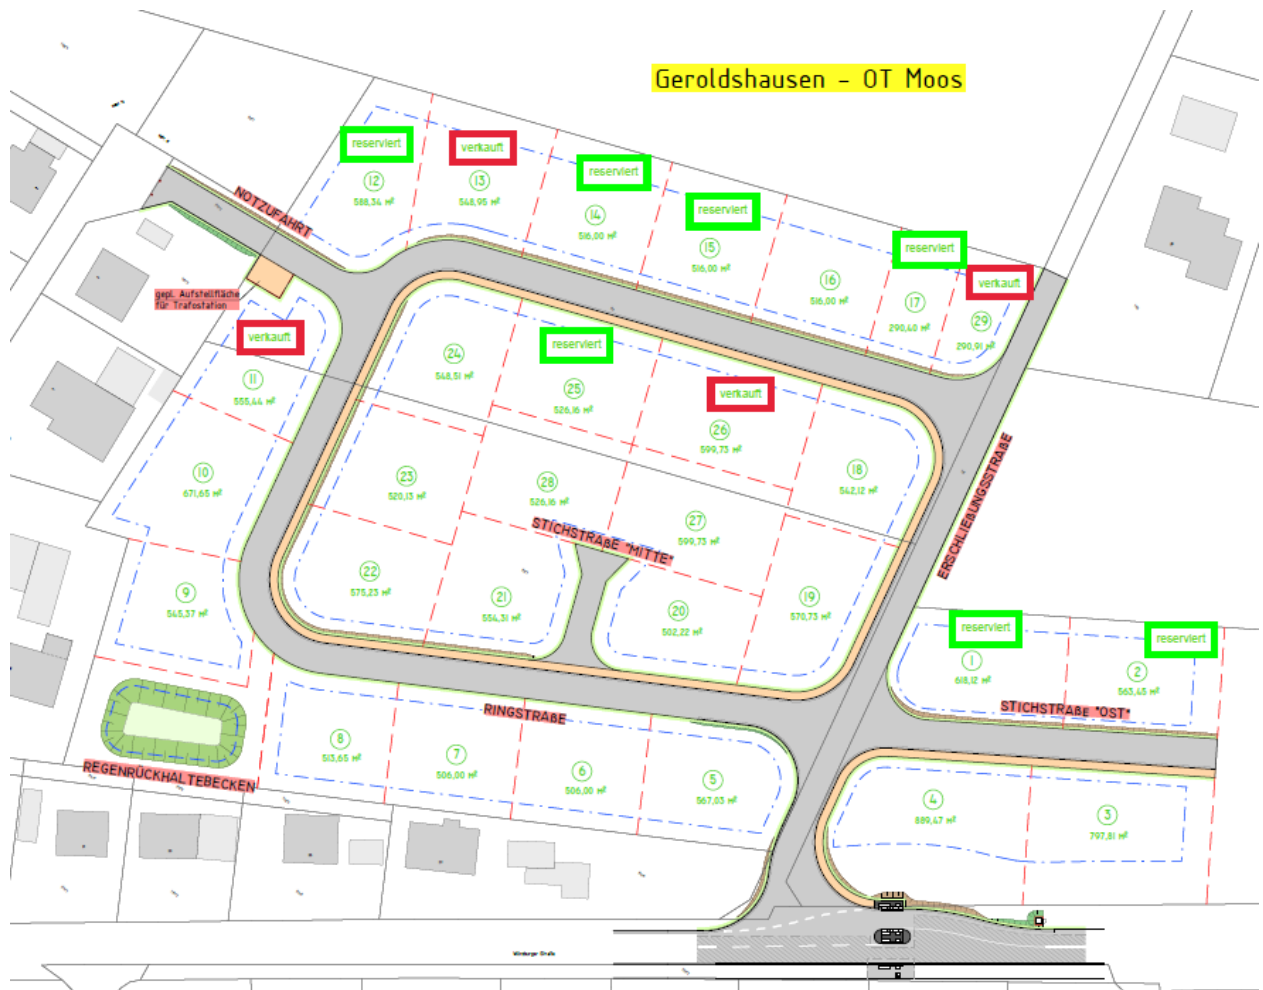 Geroldshausen - OT Moos
reserviert
12
588,34 m²
verkauft
13
548,95 m²
reserviert
14
516,00 m²
reserviert
15
516,00 m²
16
516,00 m²
reserviert
17
290,40 m²
verkauft
29
290,91 m²
NOTZUFAHRT
gepl. Aufstellfläche
für Trafostation
verkauft
11
555,44 m²
24
548,51 m²
reserviert
25
526,16 m²
verkauft
26
599,73 m²
18
542,12 m²
10
671,65 m²
23
520,13 m²
28
526,16 m²
27
599,73 m²
STICHSTRAßE "MITTE"
ERSCHLIEßUNGSSTRAßE
9
545,37 m²
22
575,23 m²
21
554,31 m²
20
502,22 m²
19
570,73 m²
reserviert
1
618,12 m²
reserviert
2
563,45 m²
STICHSTRAßE "OST"
RINGSTRAßE
REGENRÜCKHALTEBECKEN
8
513,65 m²
7
506,00 m²
6
506,00 m²
5
567,03 m²
4
889,47 m²
3
797,81 m²
Würzburger Straße